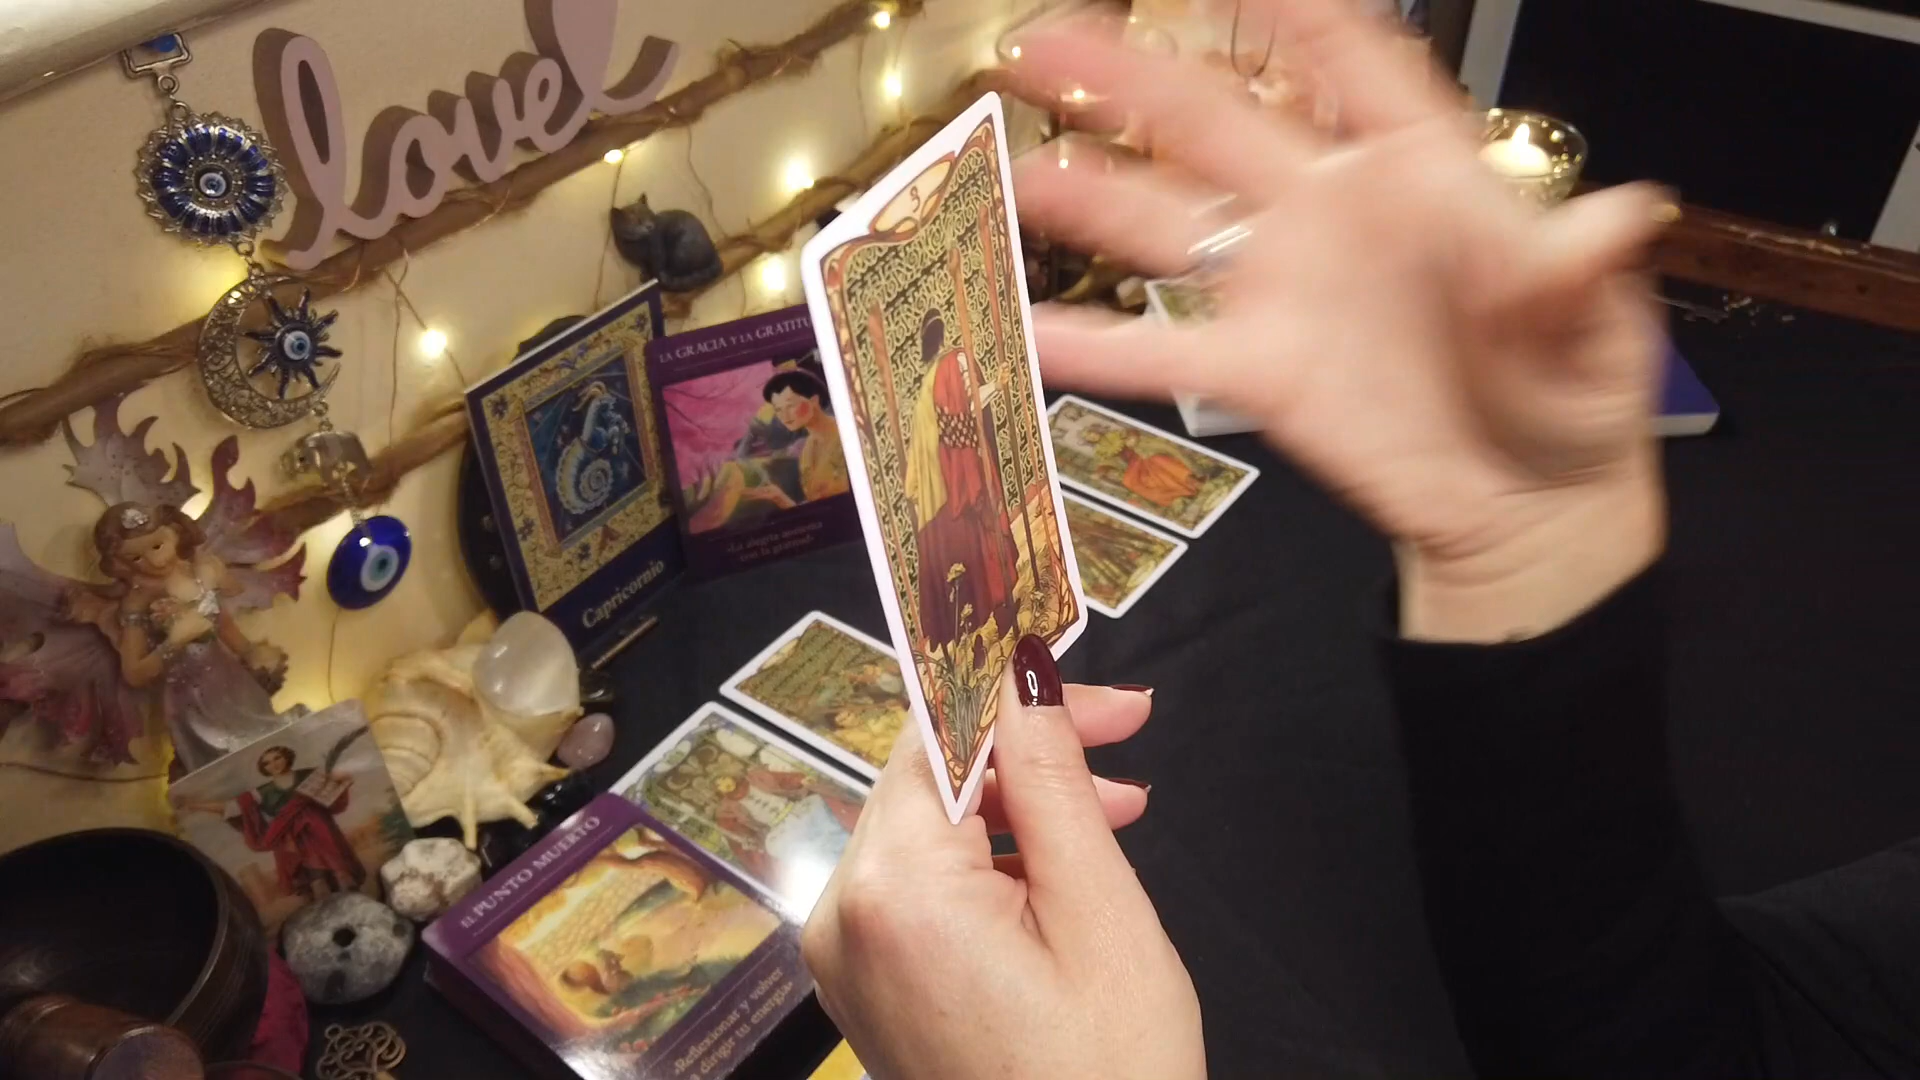 love
LA GRACIA Y LA GRATITU
«La alegría aumenta
con la gratitud»
Capricornio
3
EL PUNTO MUERTO
«Reflexionar y volver
a dirigir tu energía»